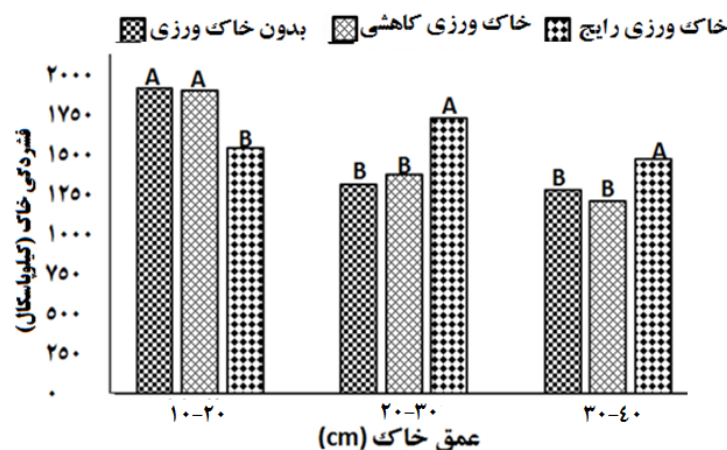 بدون خاک ورزی خاک ورزی کاهشی خاک ورزی رایج
فشردگی خاک (کیلوپاسکال)
۲۰۰۰
۱۷۵۰
۱۵۰۰
۱۲۵۰
۱۰۰۰
۷۵۰
۵۰۰
۲۵۰
۰
A A B
B B A
B B A
۱۰-۲۰ ۲۰-۳۰ ۳۰-٤۰
عمق خاک (cm)